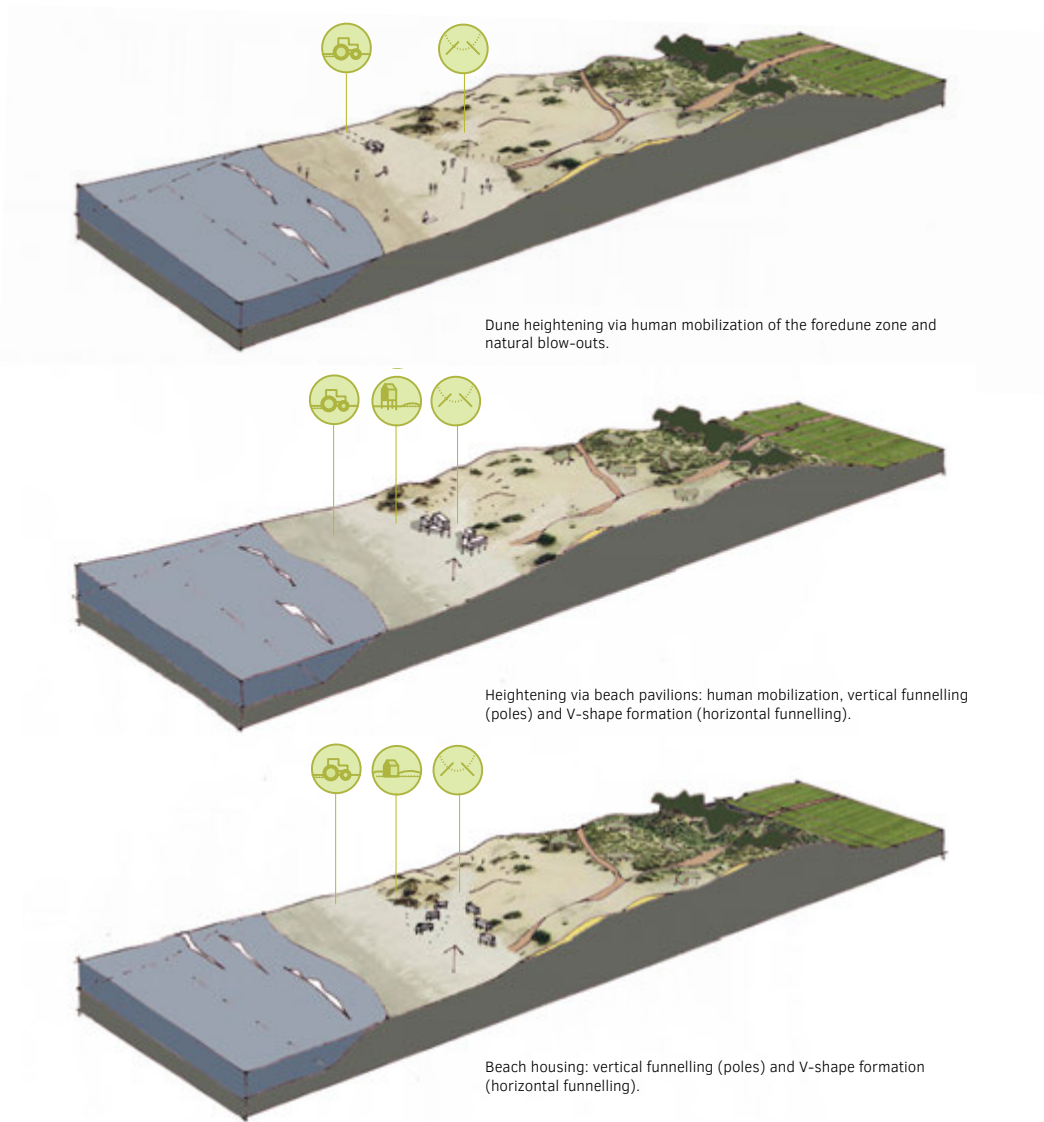 Dune heightening via human mobilization of the foredune zone and
natural blow-outs.
Heightening via beach pavilions: human mobilization, vertical funnelling
(poles) and V-shape formation (horizontal funnelling).
Beach housing: vertical funnelling (poles) and V-shape formation
(horizontal funnelling).